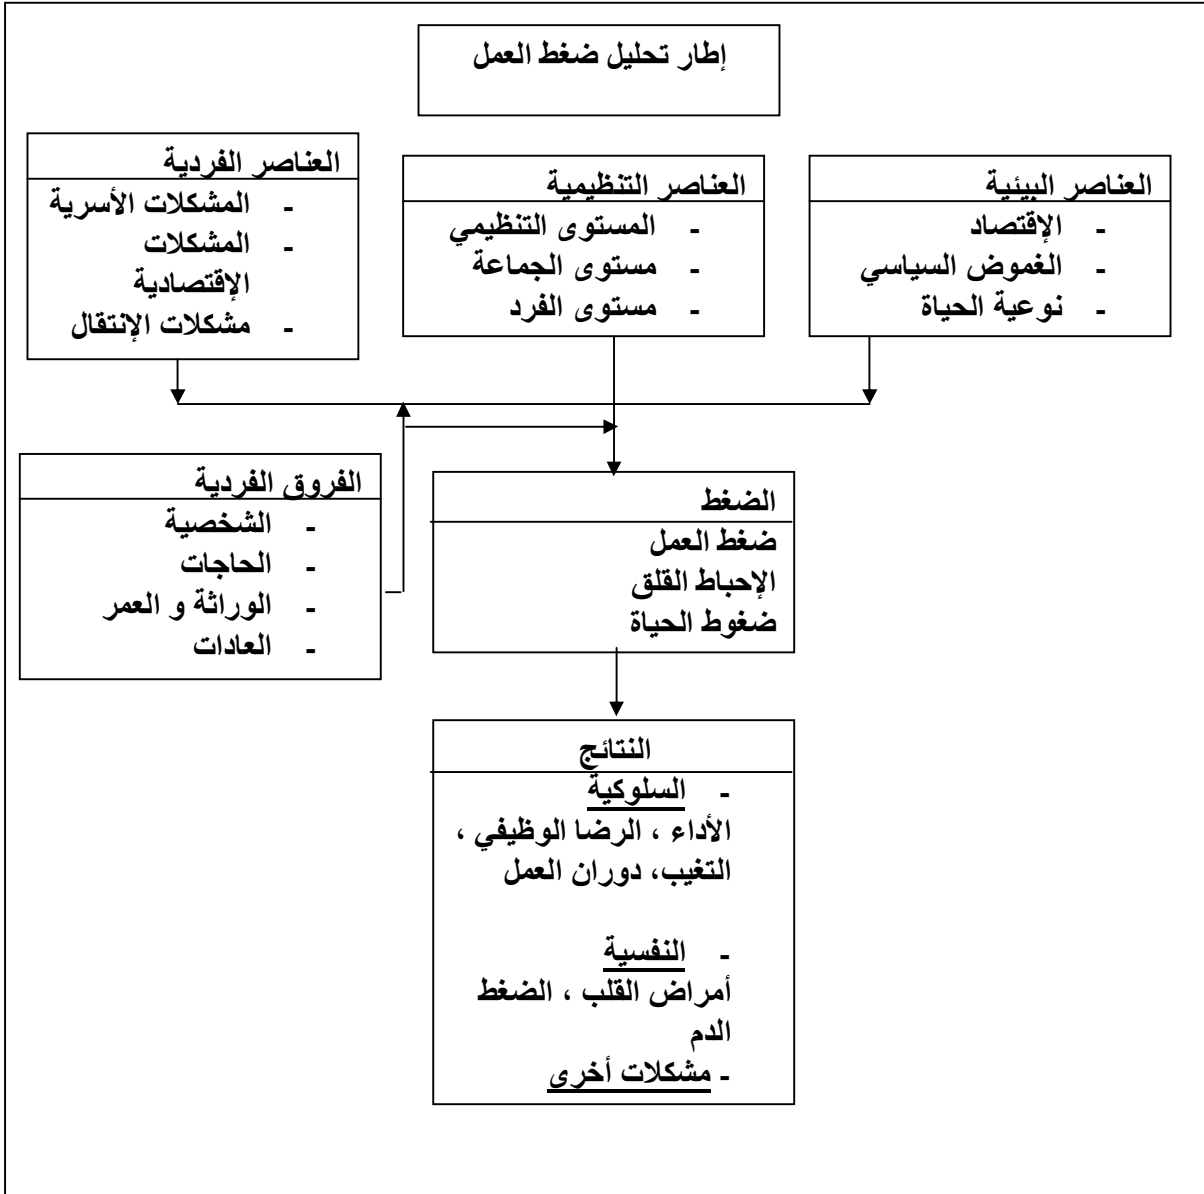 إطار تحليل ضغط العمل
العناصر البيئية
- الإقتصاد
- الغموض السياسي
- نوعية الحياة
العناصر التنظيمية
- المستوى التنظيمي
- مستوى الجماعة
- مستوى الفرد
العناصر الفردية
- المشكلات الأسرية
- المشكلات
الإقتصادية
- مشكلات الإنتقال
الضغط
ضغط العمل
الإحباط القلق
ضغوط الحياة
الفروق الفردية
- الشخصية
- الحاجات
- الوراثة و العمر
- العادات
النتائج
- السلوكية
الأداء ، الرضا الوظيفي ،
التغيب، دوران العمل
- النفسية
أمراض القلب ، الضغط
الدم
- مشكلات أخرى